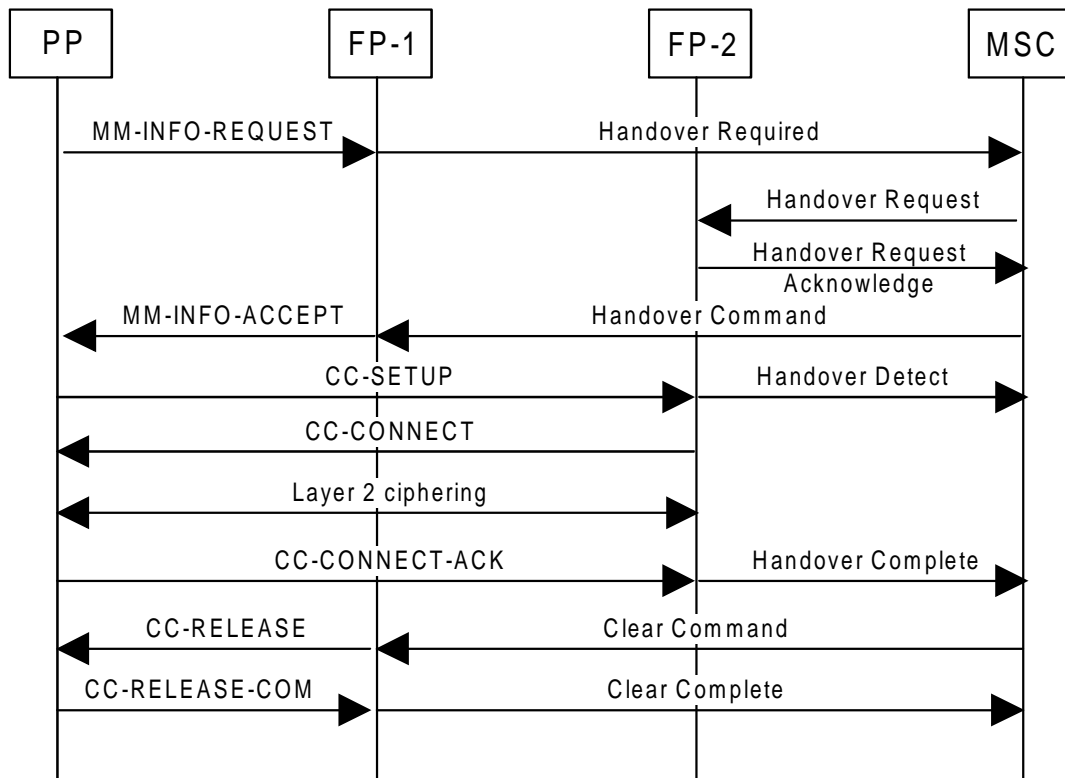 PP
FP-1
FP-2
MSC
MM-INFO-REQUEST
Handover Required
Handover Request
Handover Request
Acknowledge
MM-INFO-ACCEPT
Handover Command
CC-SETUP
Handover Detect
CC-CONNECT
Layer 2 ciphering
CC-CONNECT-ACK
Handover Complete
CC-RELEASE
Clear Command
CC-RELEASE-COM
Clear Complete